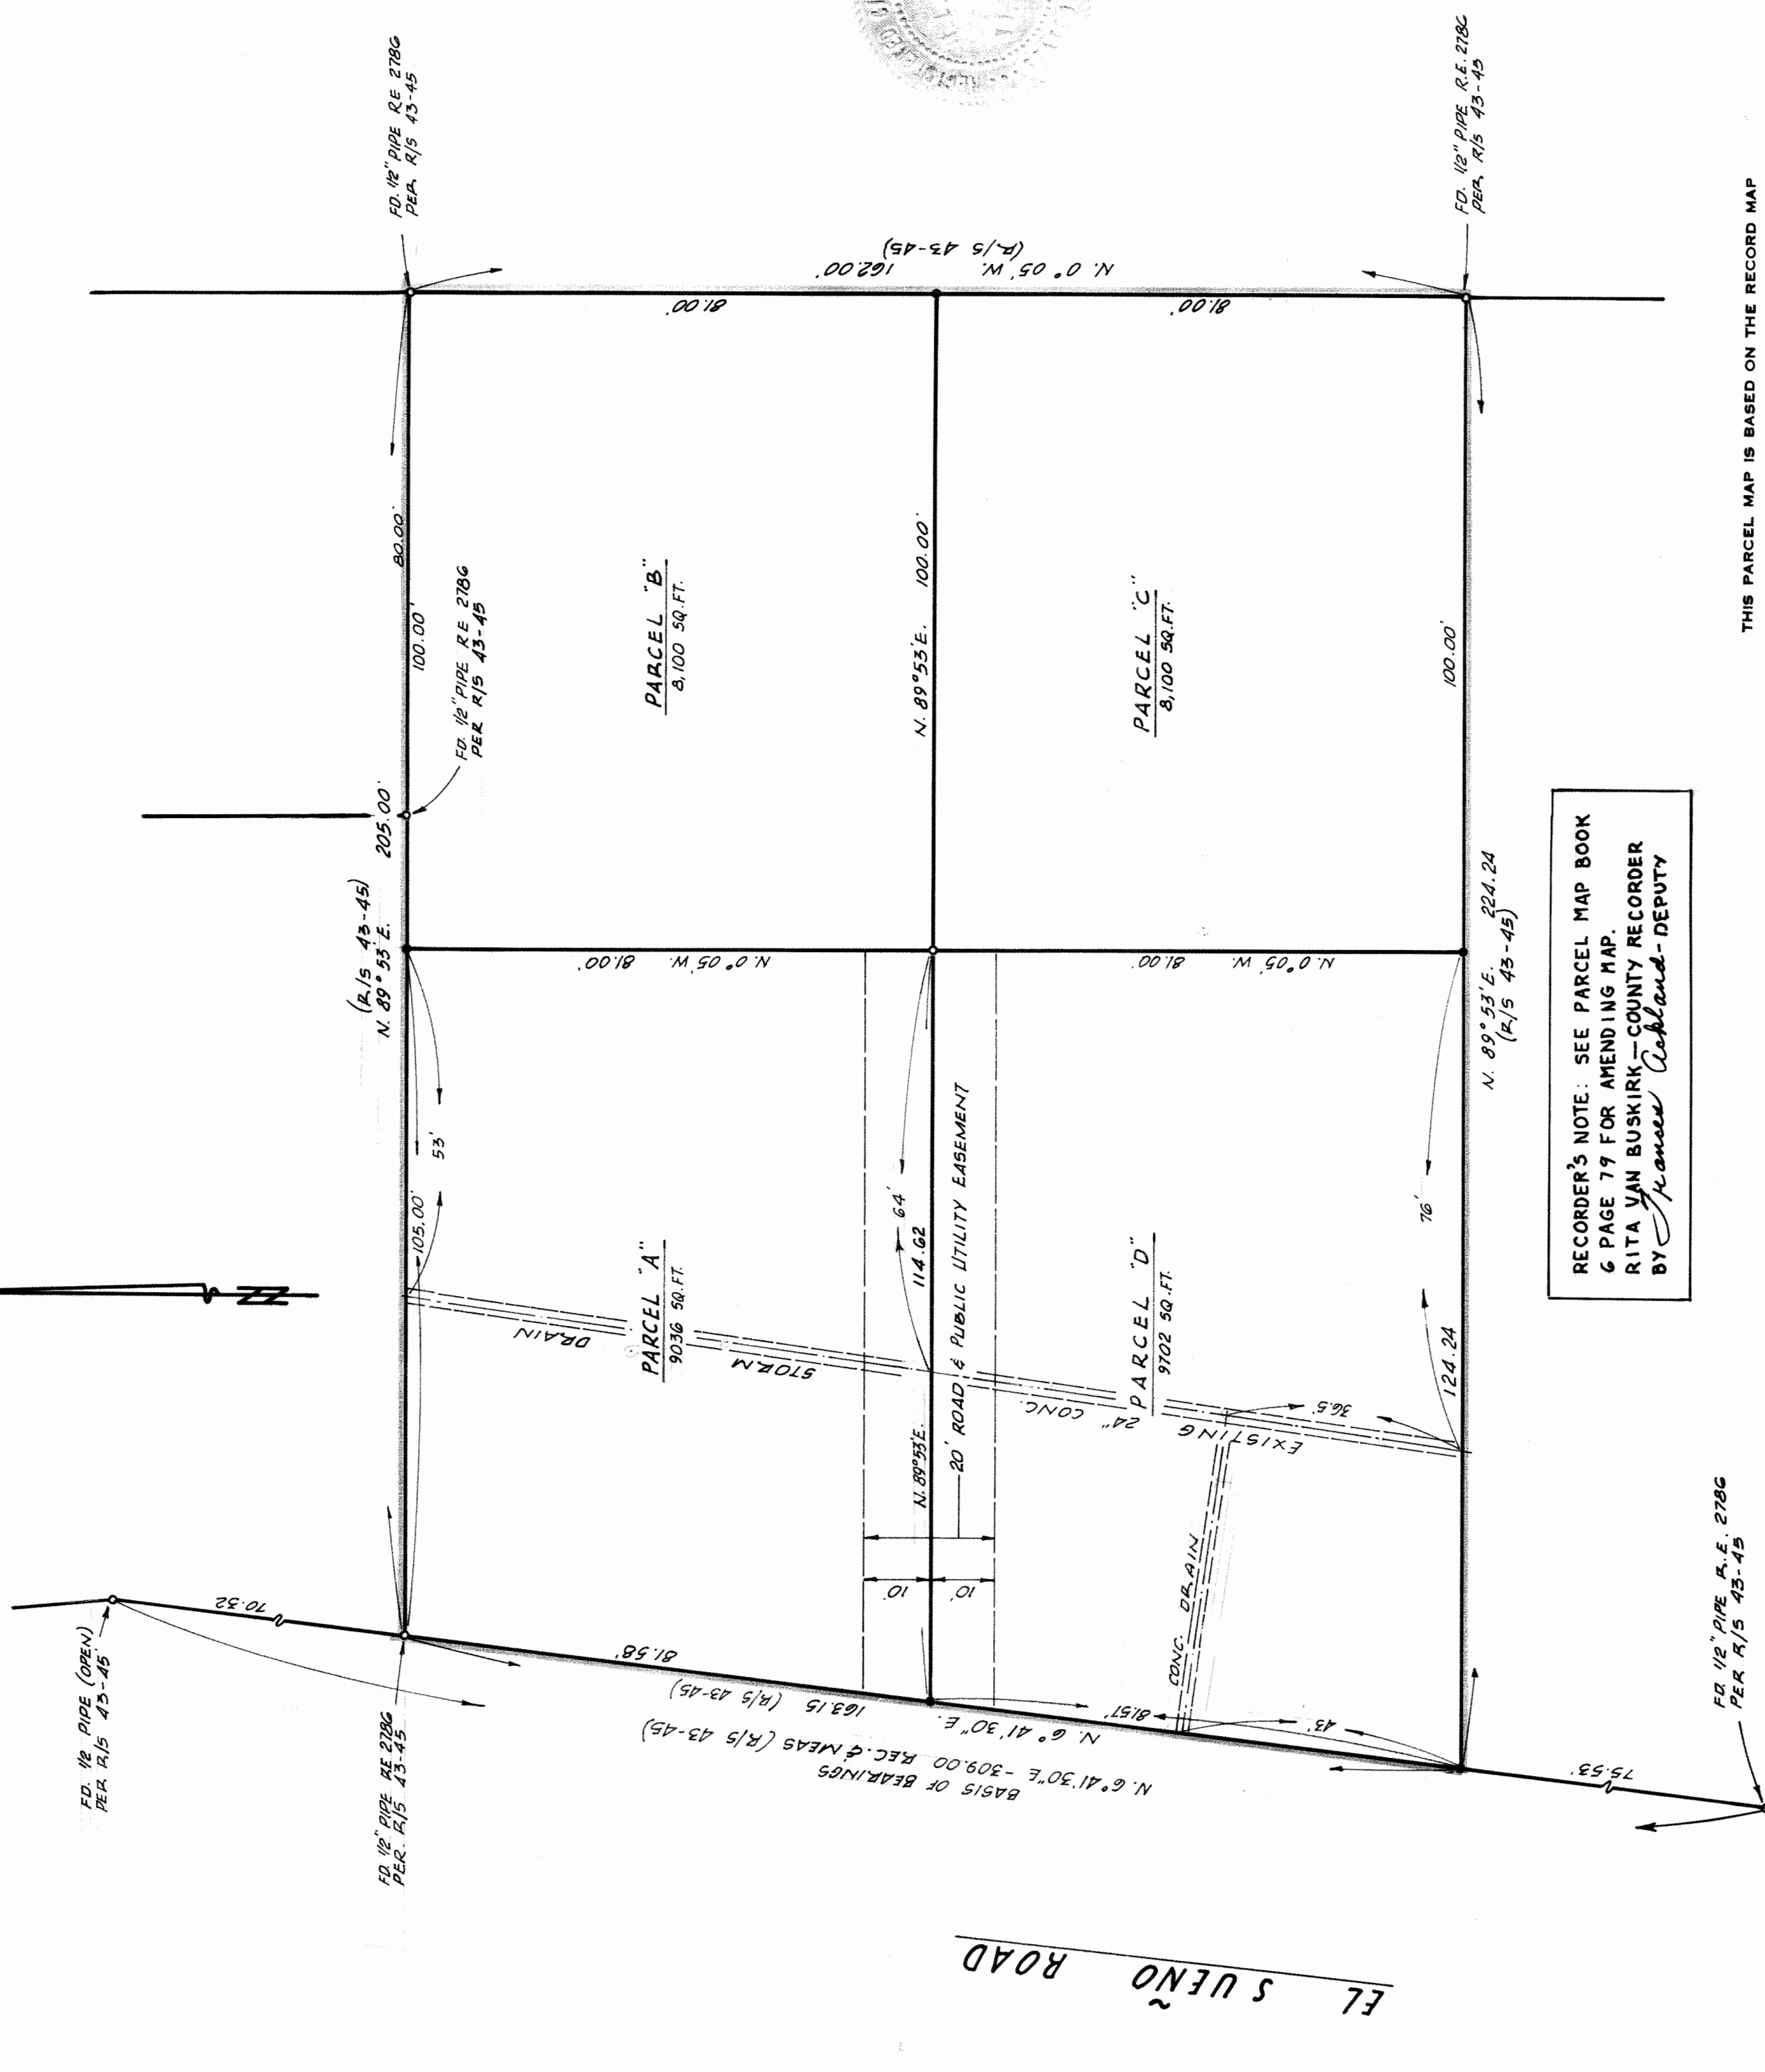 FD. 1/2" PIPE RE 2786
PER R/S 43-45
FD. 1/2" PIPE R.E. 2786
PER, R/S 43-45
N. 0° 05' W. 162.00'
(R/S 43-45)
81.00'
81.00'
80.00'
100.00'
FD. 1/2" PIPE RE 2786
PER R/S 43-45
205.00'
(R/S 43-45)
N. 89° 53' E.
PARCEL "B"
8,100 SQ.FT.
N. 89°53'E. 100.00'
PARCEL "C"
8,100 SQ.FT.
100.00'
N. 0° 05' W. 81.00'
N. 0° 05' W. 81.00'
N. 89° 53' E. 224.24
(R/S 43-45)
53'
105.00'
64'
114.62
76'
124.24
PARCEL "A"
9036 SQ.FT.
20' ROAD & PUBLIC UTILITY EASEMENT
PARCEL "D"
9702 SQ.FT.
EXISTING 24" CONC. STORM DRAIN
36.5'
N. 89°53'E.
10'
10'
CONC. DRAIN
43'
81.57'
81.58'
70.32
75.53'
N. 6° 41' 30" E. 163.15 (R/S 43-45)
N. 6° 41' 30" E - 309.00 REC. & MEAS (R/S 43-45)
BASIS OF BEARINGS
FD. 1/2 PIPE (OPEN)
PER R/S 43-45
FD. 1/2" PIPE RE 2786
PER. R/S 43-45
FD. 1/2" PIPE R.E. 2786
PER R/S 43-45
EL SUEÑO ROAD
N
RECORDER'S NOTE: SEE PARCEL MAP BOOK
6 PAGE 79 FOR AMENDING MAP.
RITA VAN BUSKIRK—COUNTY RECORDER
BY Frances Ackland-DEPUTY
THIS PARCEL MAP IS BASED ON THE RECORD MAP